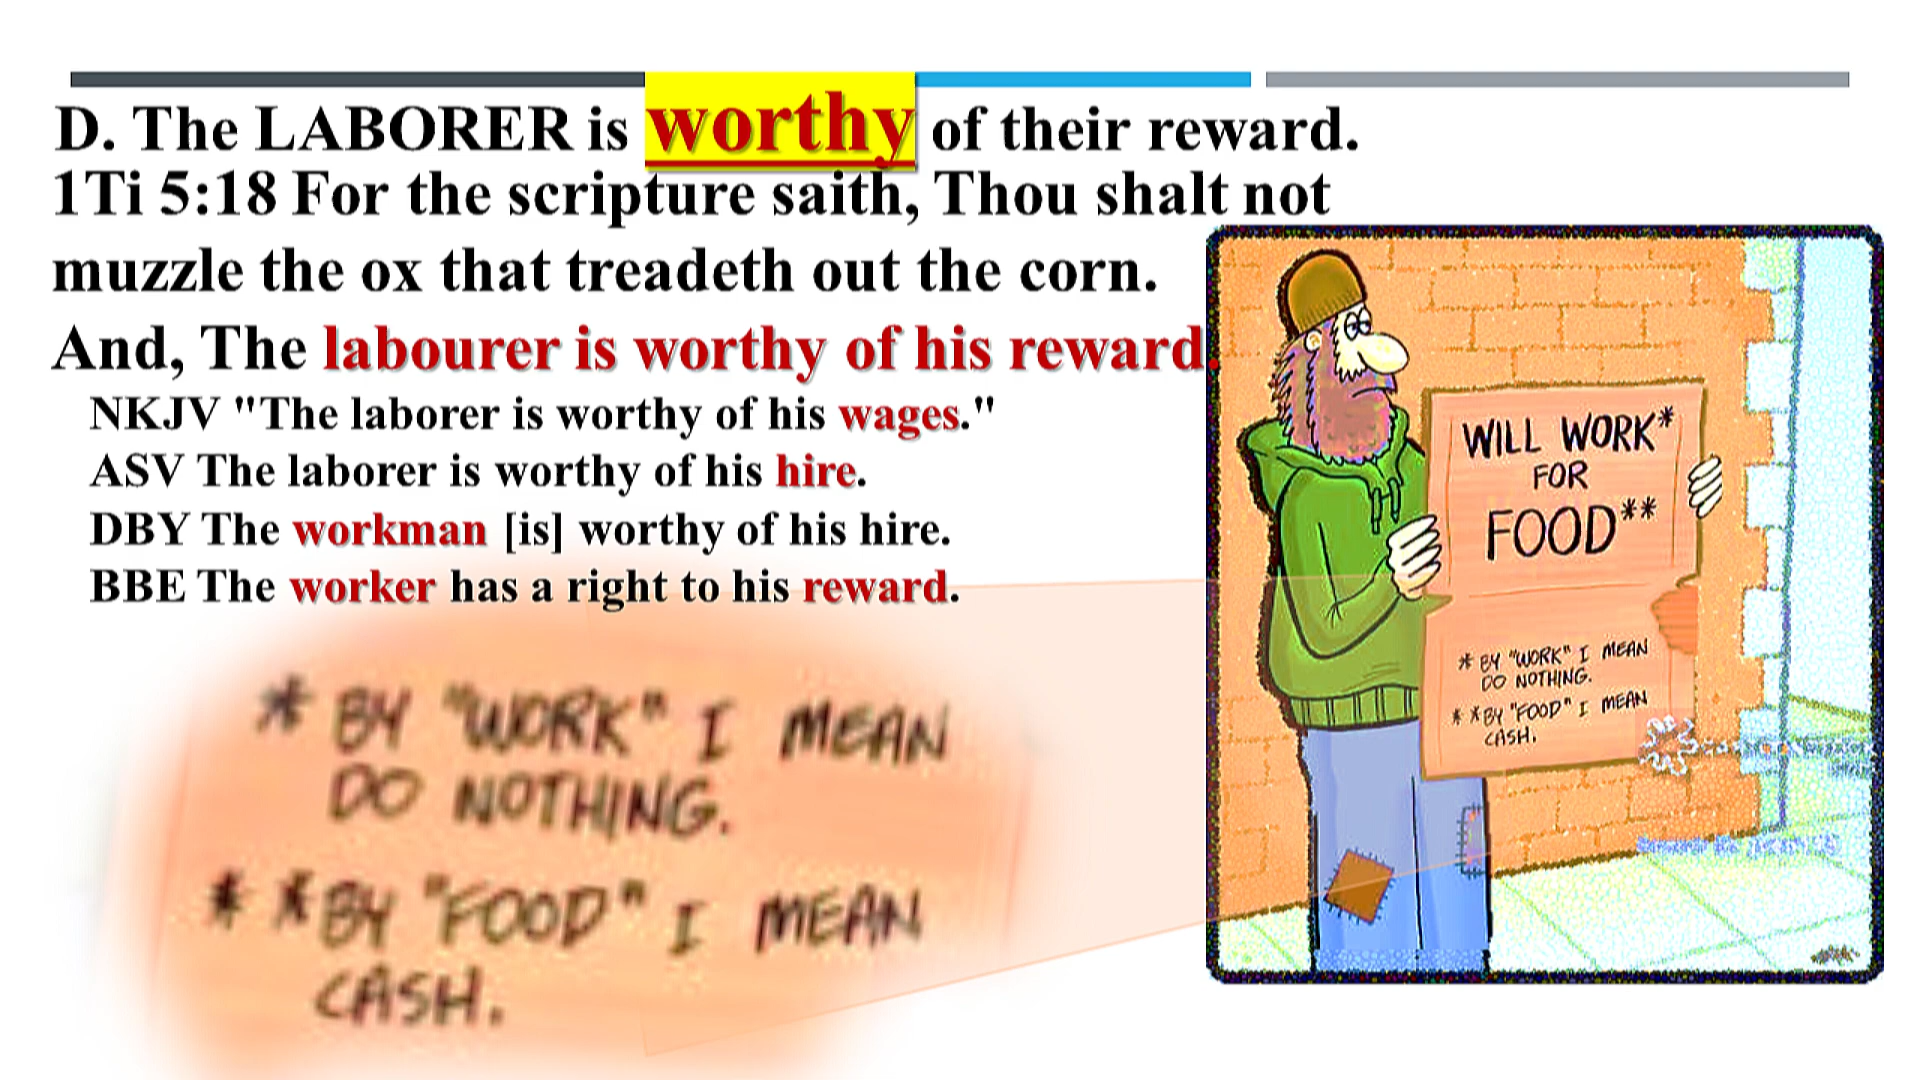 D. The LABORER is worthy of their reward.
1Ti 5:18 For the scripture saith, Thou shalt not
muzzle the ox that treadeth out the corn.
And, The labourer is worthy of his reward.
NKJV "The laborer is worthy of his wages."
ASV The laborer is worthy of his hire.
DBY The workman [is] worthy of his hire.
BBE The worker has a right to his reward.
* BY "WORK" I MEAN
DO NOTHING.
* *BY "FOOD" I MEAN
CASH.
WILL WORK*
FOR
FOOD**
* BY "WORK" I MEAN
DO NOTHING.
* *BY "FOOD" I MEAN
CASH.